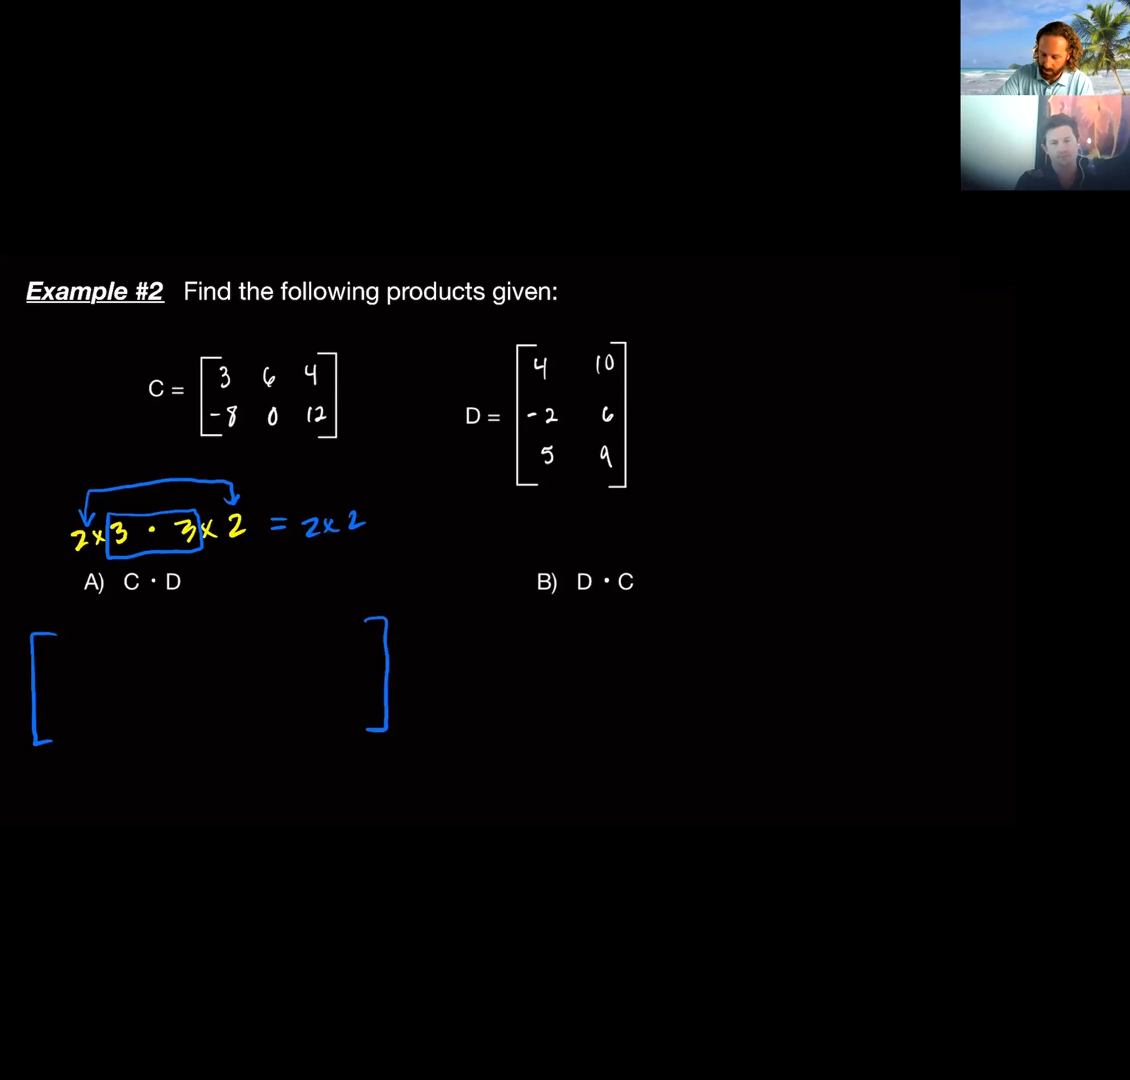 Example #2 Find the following products given:
C = [3 6 4
-8 0 12]
D = [4 10
-2 6
5 9]
2x3 · 3x2 = 2x2
A) C · D
B) D · C
[ ]